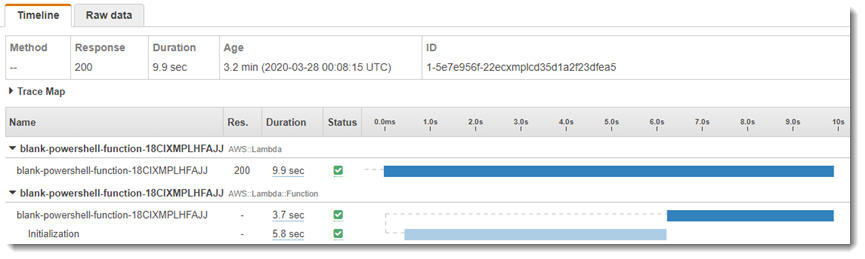 Timeline Raw data
Method Response Duration Age ID
-- 200 9.9 sec 3.2 min (2020-03-28 00:08:15 UTC) 1-5e7e956f-22ecxmplcd35d1a2f23dfea5
Trace Map
Name Res. Duration Status 0.0ms 1.0s 2.0s 3.0s 4.0s 5.0s 6.0s 7.0s 8.0s 9.0s 10s
blank-powershell-function-18CIXMPLHFAJJ AWS::Lambda
blank-powershell-function-18CIXMPLHFAJJ 200 9.9 sec
blank-powershell-function-18CIXMPLHFAJJ AWS::Lambda::Function
blank-powershell-function-18CIXMPLHFAJJ - 3.7 sec
Initialization - 5.8 sec